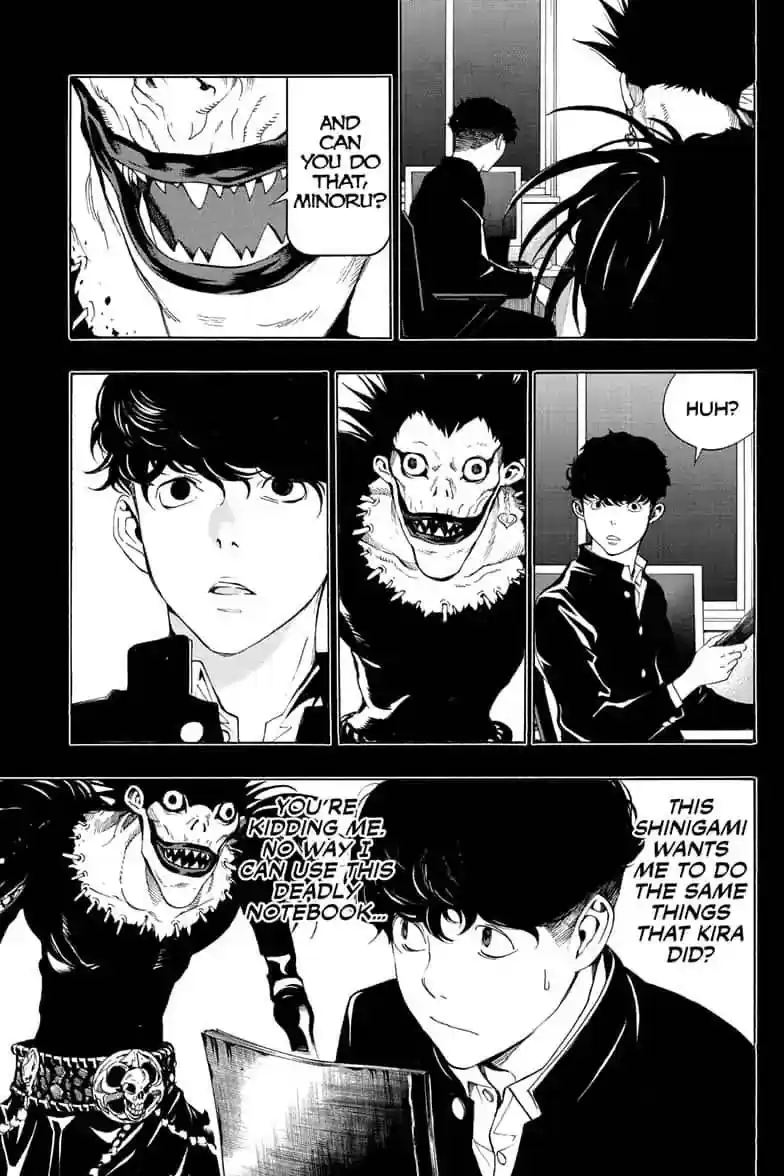 AND
CAN
YOU DO
THAT,
MINORU?
HUH?
THIS
SHINIGAMI
WANTS
ME TO DO
THE SAME
THINGS
THAT KIRA
DID?
YOU'RE
KIDDING ME.
NO WAY I
CAN USE THIS
DEADLY
NOTEBOOK...